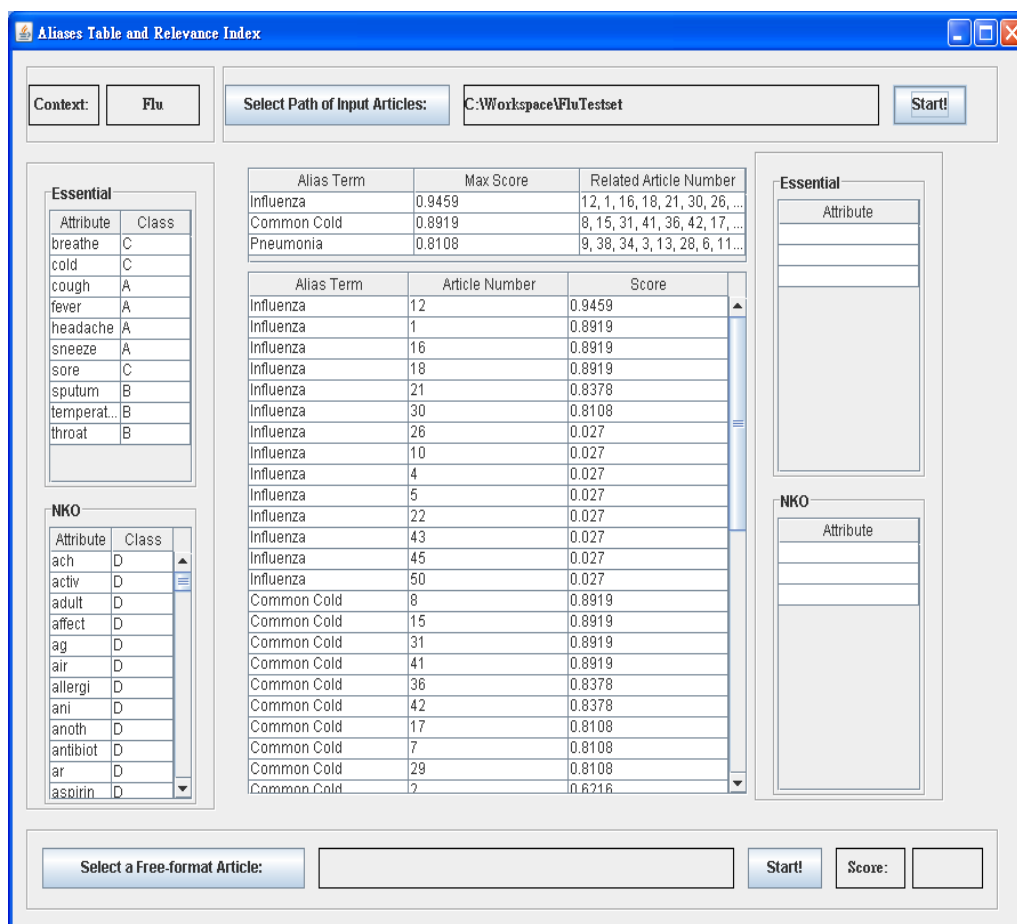 Aliases Table and Relevance Index
Context: Flu
Select Path of Input Articles: C:\Workspace\FluTestset Start!
Essential
Attribute Class
breathe C
cold C
cough A
fever A
headache A
sneeze A
sore C
sputum B
temperat... B
throat B
NKO
Attribute Class
ach D
activ D
adult D
affect D
ag D
air D
allergi D
ani D
anoth D
antibiot D
ar D
aspirin D
Alias Term Max Score Related Article Number
Influenza 0.9459 12, 1, 16, 18, 21, 30, 26, ...
Common Cold 0.8919 8, 15, 31, 41, 36, 42, 17, ...
Pneumonia 0.8108 9, 38, 34, 3, 13, 28, 6, 11...
Alias Term Article Number Score
Influenza 12 0.9459
Influenza 1 0.8919
Influenza 16 0.8919
Influenza 18 0.8919
Influenza 21 0.8378
Influenza 30 0.8108
Influenza 26 0.027
Influenza 10 0.027
Influenza 4 0.027
Influenza 5 0.027
Influenza 22 0.027
Influenza 43 0.027
Influenza 45 0.027
Influenza 50 0.027
Common Cold 8 0.8919
Common Cold 15 0.8919
Common Cold 31 0.8919
Common Cold 41 0.8919
Common Cold 36 0.8378
Common Cold 42 0.8378
Common Cold 17 0.8108
Common Cold 7 0.8108
Common Cold 29 0.8108
Common Cold 2 0.6216
Essential
Attribute
NKO
Attribute
Select a Free-format Article: Start! Score: